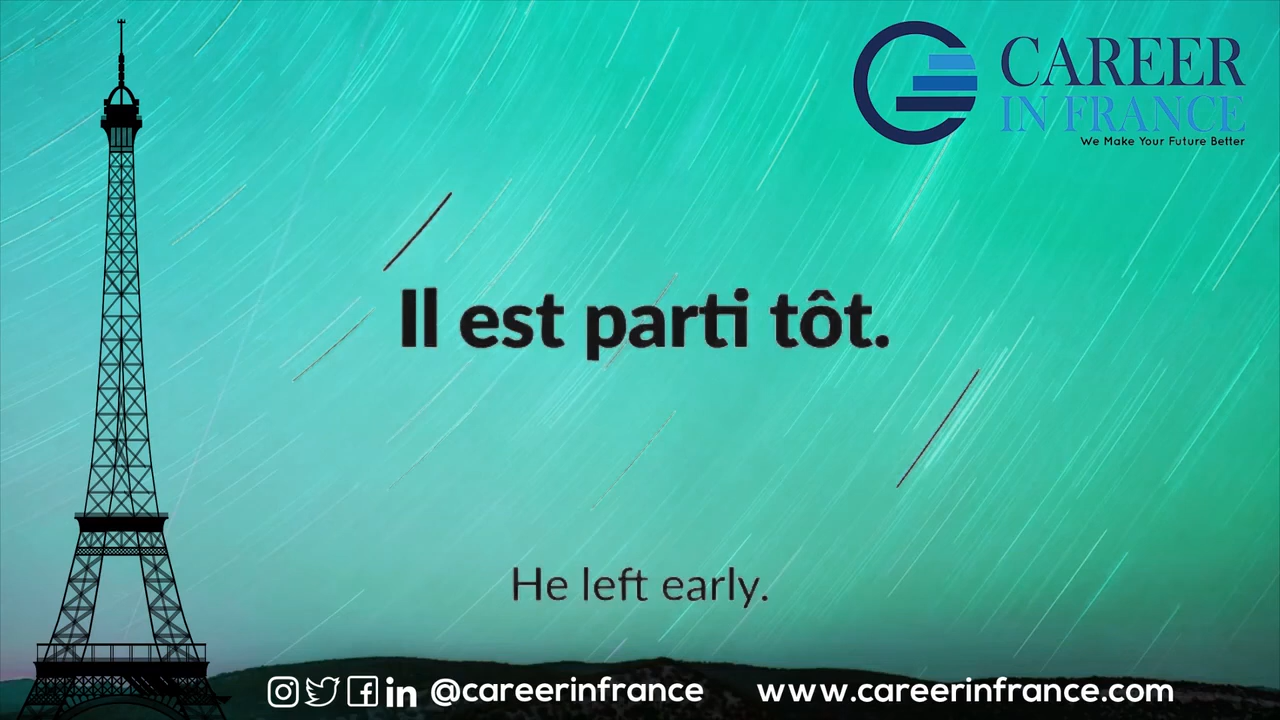 CAREER
IN FRANCE
We Make Your Future Better
Il est parti tôt.
He left early.
@careerinfrance www.careerinfrance.com